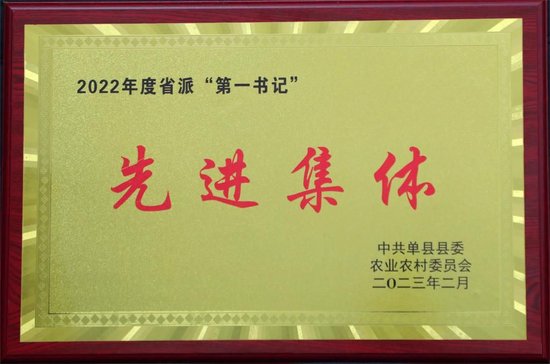 2022年度省派“第一书记”
先进集体
中共单县县委
农业农村委员会
二〇二三年二月